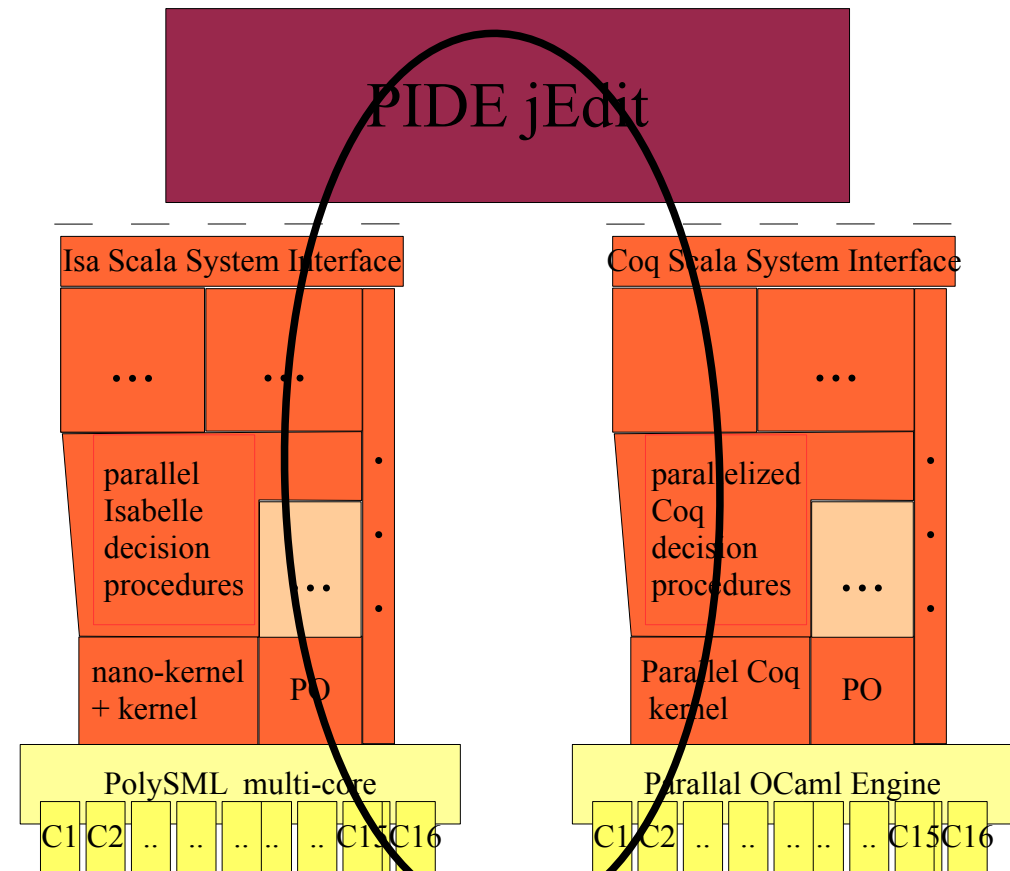 PIDE jEdit
Isa Scala System Interface
...
...
parallel
Isabelle
decision
procedures
...
nano-kernel
+ kernel
PO
PolySML multi-core
C1 C2 .. .. .. .. .. C15 C16
Coq Scala System Interface
...
parallelized
Coq
decision
procedures
...
Parallel Coq
kernel
PO
Parallal OCaml Engine
C1 C2 .. .. .. .. .. C15 C16